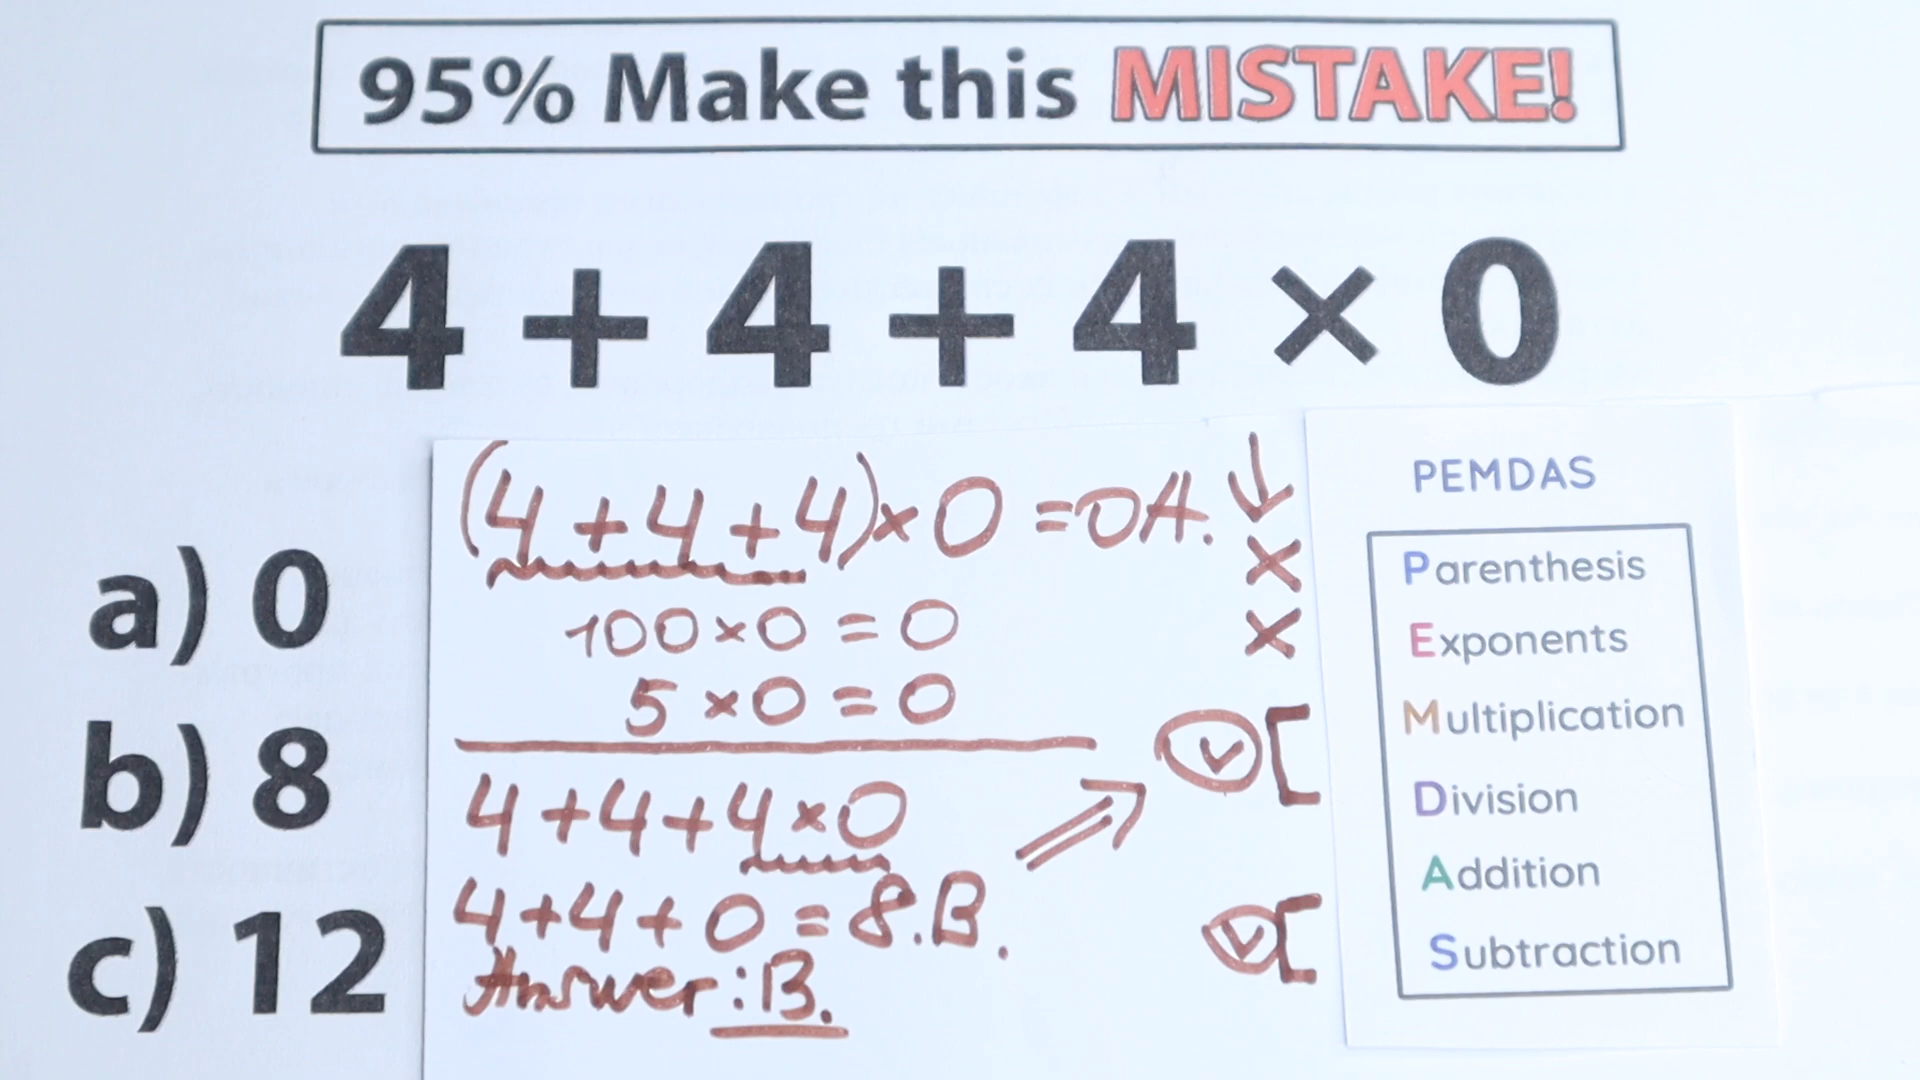 95% Make this MISTAKE!
4 + 4 + 4 × 0
a) 0
b) 8
c) 12
(4 + 4 + 4) × 0 = 0 A.
100 × 0 = 0
5 × 0 = 0
4 + 4 + 4 × 0
4 + 4 + 0 = 8. B.
Answer: B.
PEMDAS
Parenthesis
Exponents
Multiplication
Division
Addition
Subtraction